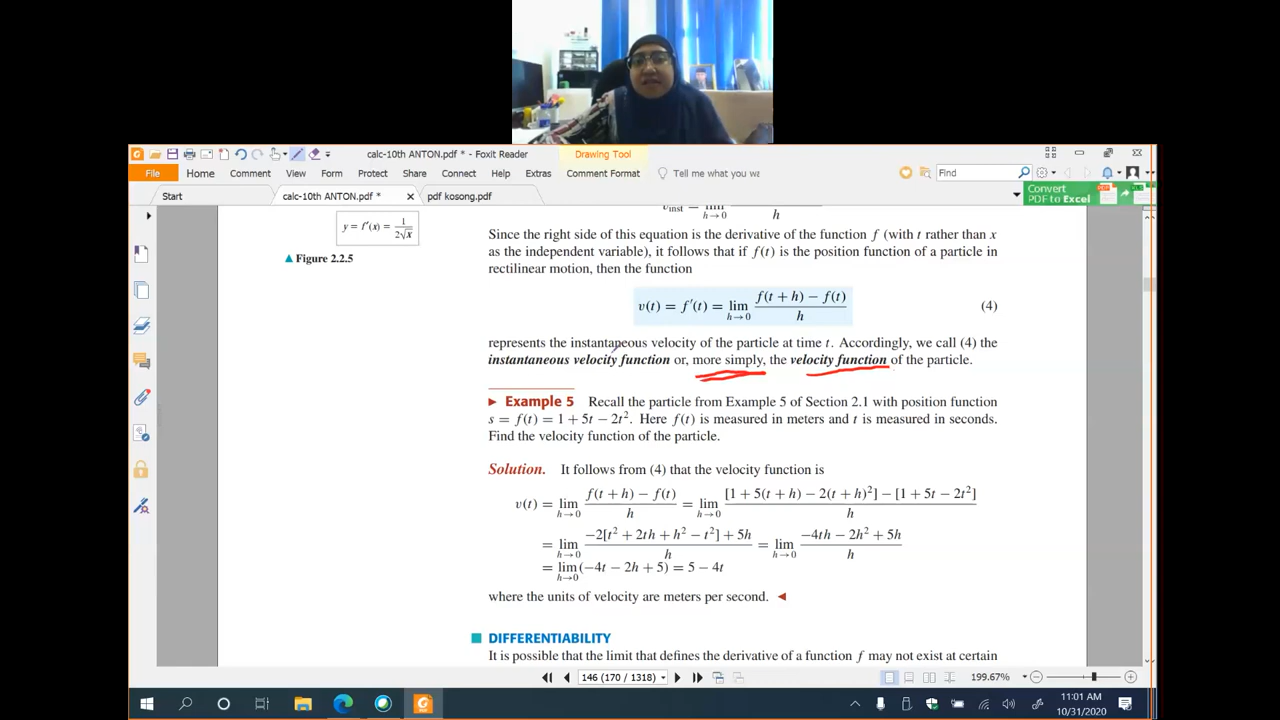 calc-10th ANTON.pdf * - Foxit Reader
Drawing Tool
File Home Comment View Form Protect Share Connect Help Extras Comment Format Tell me what you wa Find
Start calc-10th ANTON.pdf * pdf kosong.pdf
Convert
PDF to Excel
v_inst = lim h→0 h
y = f′(x) = 1/(2√x)
▲ Figure 2.2.5
Since the right side of this equation is the derivative of the function f (with t rather than x
as the independent variable), it follows that if f(t) is the position function of a particle in
rectilinear motion, then the function
v(t) = f′(t) = lim h→0 (f(t + h) − f(t))/h (4)
represents the instantaneous velocity of the particle at time t. Accordingly, we call (4) the
instantaneous velocity function or, more simply, the velocity function of the particle.
▶ Example 5 Recall the particle from Example 5 of Section 2.1 with position function
s = f(t) = 1 + 5t − 2t². Here f(t) is measured in meters and t is measured in seconds.
Find the velocity function of the particle.
Solution. It follows from (4) that the velocity function is
v(t) = lim h→0 (f(t + h) − f(t))/h = lim h→0 ([1 + 5(t + h) − 2(t + h)²] − [1 + 5t − 2t²])/h
= lim h→0 (−2[t² + 2th + h² − t²] + 5h)/h = lim h→0 (−4th − 2h² + 5h)/h
= lim h→0 (−4t − 2h + 5) = 5 − 4t
where the units of velocity are meters per second. ◀
■ DIFFERENTIABILITY
It is possible that the limit that defines the derivative of a function f may not exist at certain
146 (170 / 1318) 199.67%
11:01 AM
10/31/2020